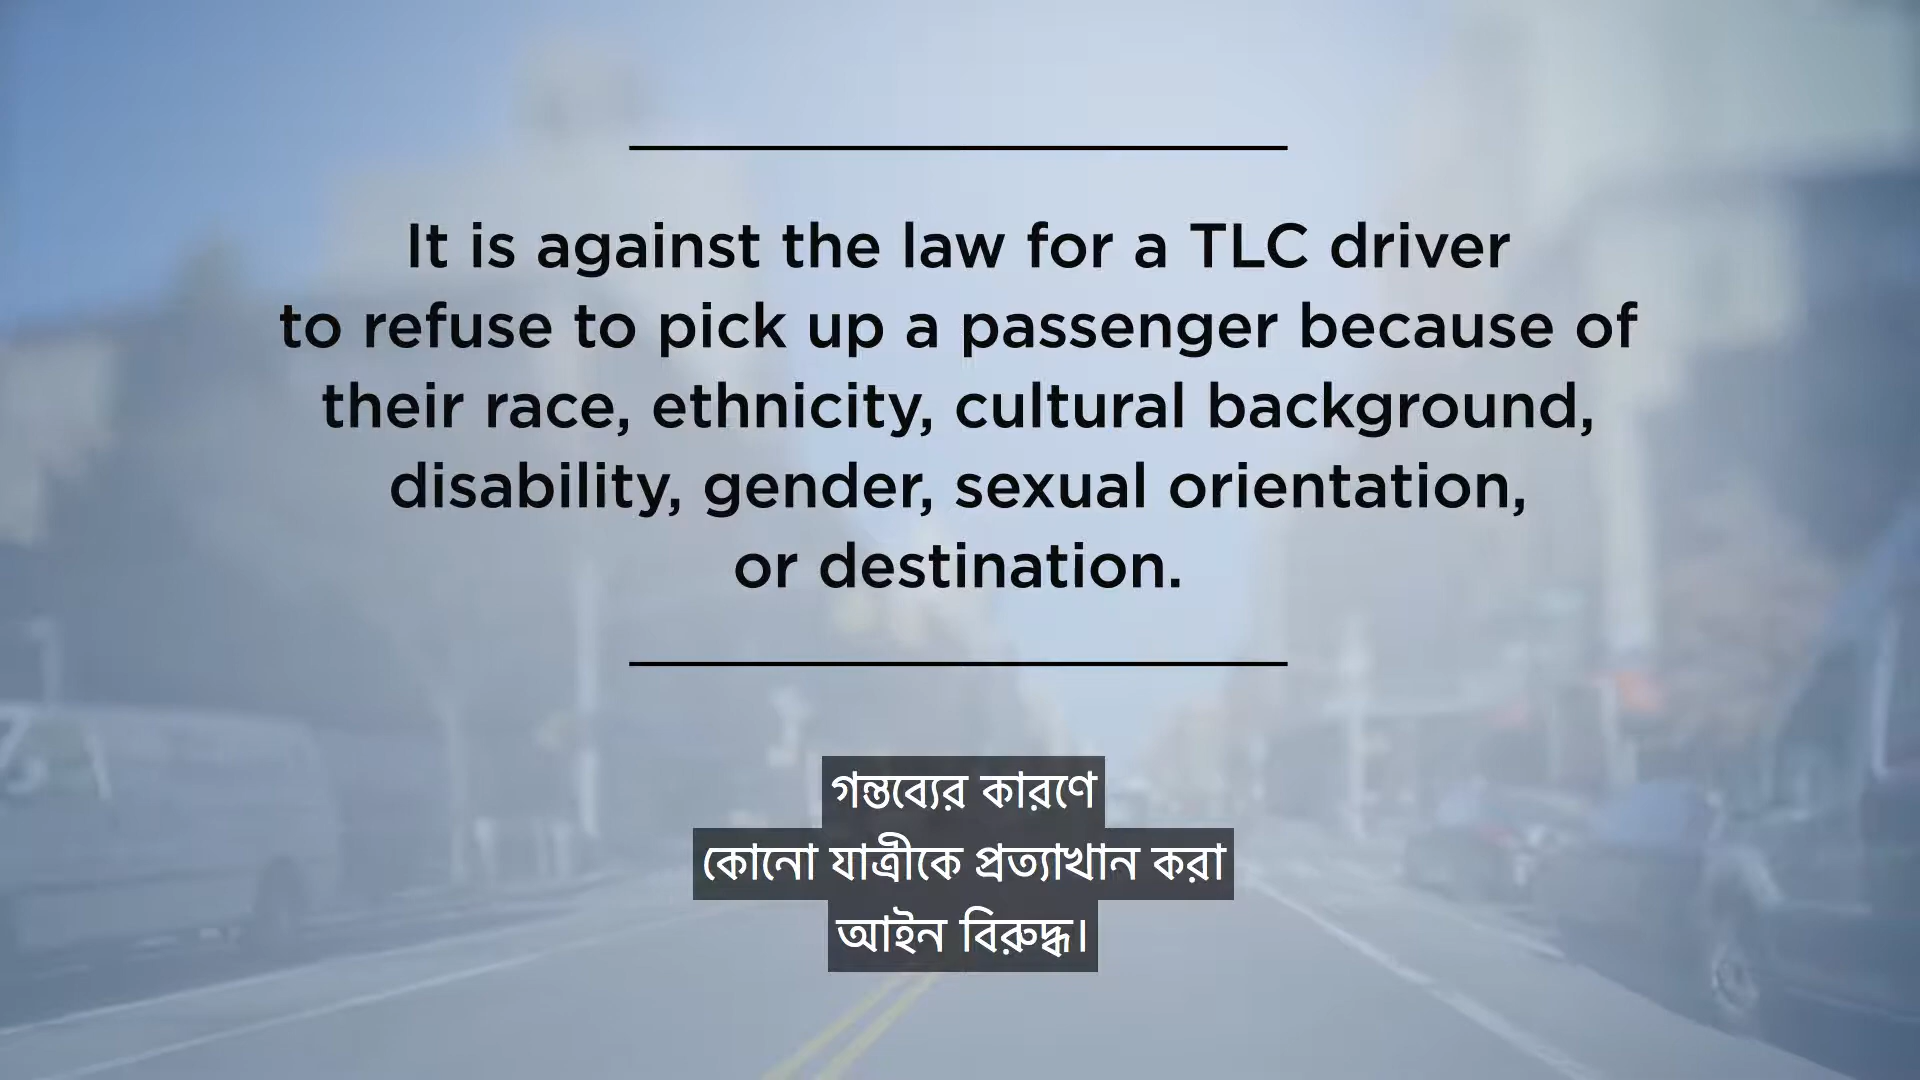 It is against the law for a TLC driver
to refuse to pick up a passenger because of
their race, ethnicity, cultural background,
disability, gender, sexual orientation,
or destination.
গন্তব্যের কারণে
কোনো যাত্রীকে প্রত্যাখান করা
আইন বিরুদ্ধ।